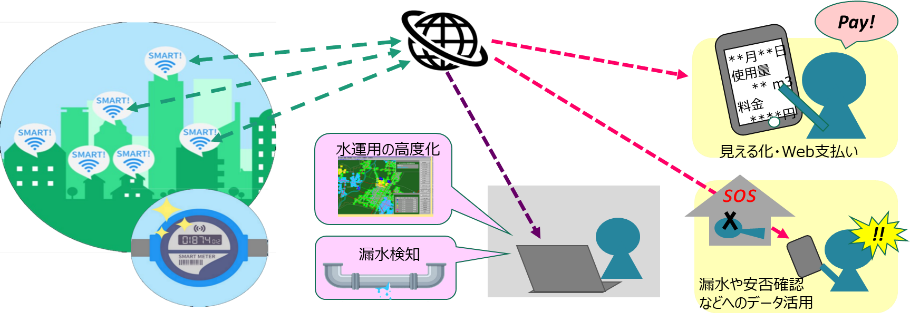 SMART!
SMART!
SMART!
SMART!
SMART!
SMART!
01874
SMART METER
水運用の高度化
漏水検知
Pay!
**月**日
使用量
** m3
料金
****円
見える化・Web支払い
SOS
X
!!
漏水や安否確認
などへのデータ活用